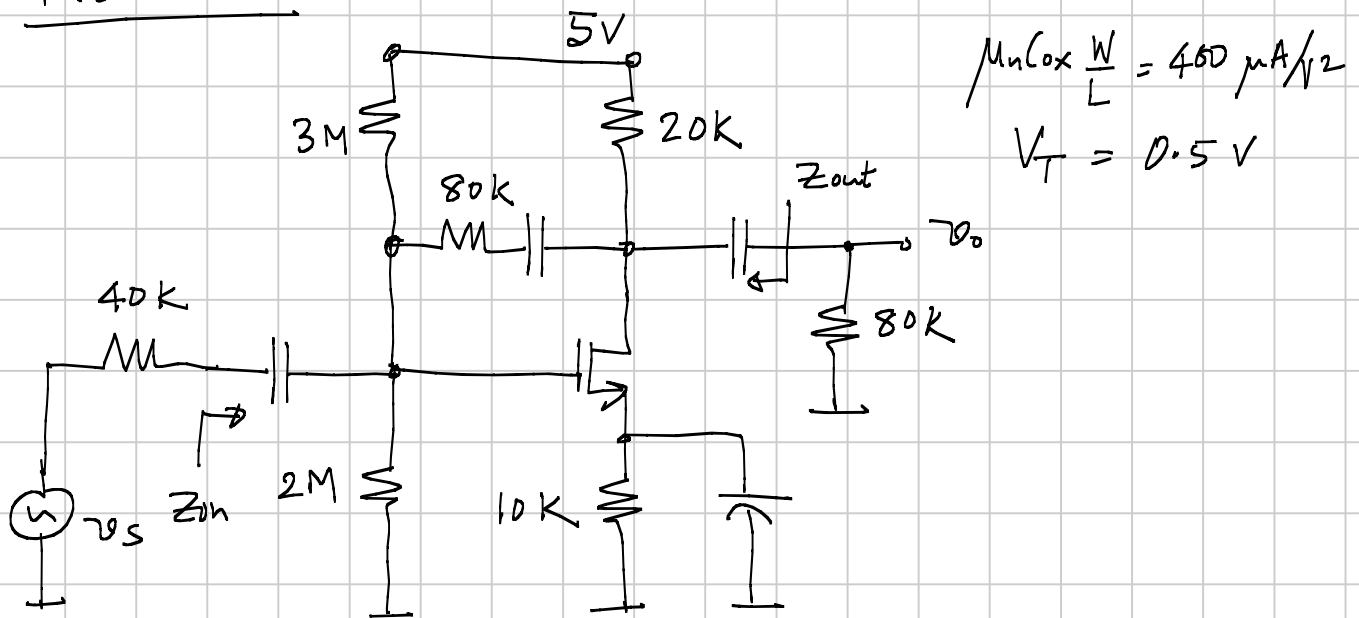 5V
μnCox W/L = 400 μA/V2
3M
20K
VT = 0.5 V
80K
Zout
vo
40K
80K
Zin
vs
2M
10K